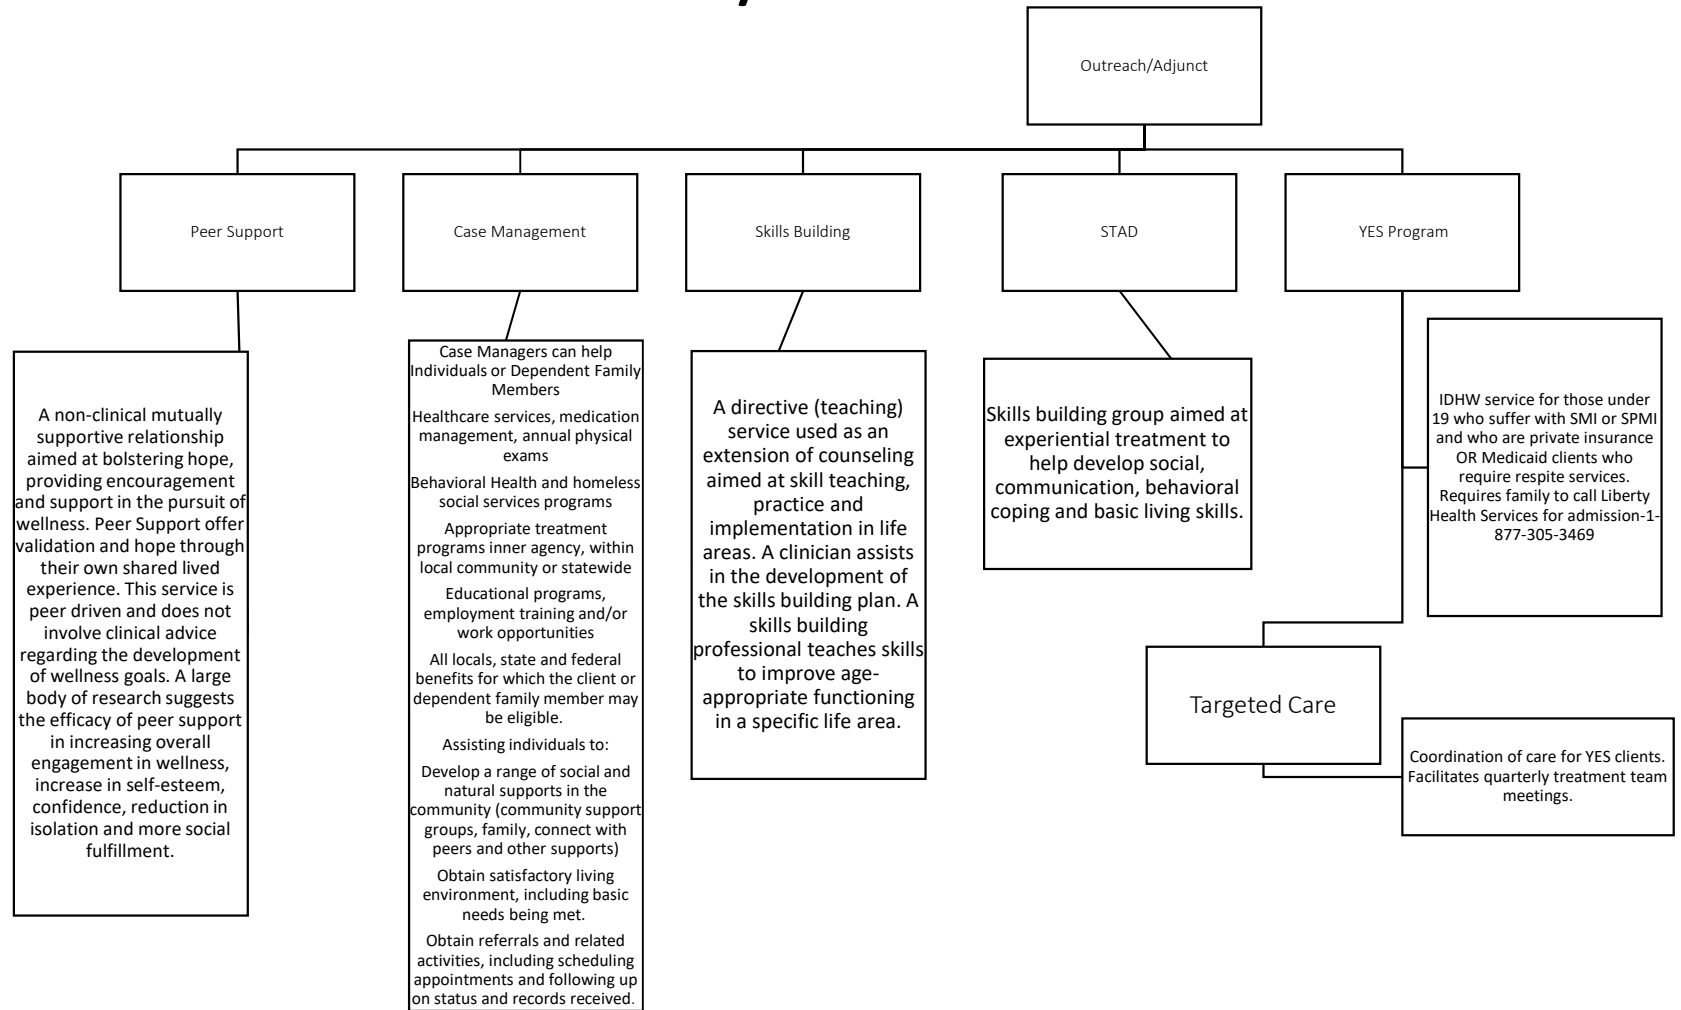 Outreach/Adjunct
Peer Support
Case Management
Skills Building
STAD
YES Program
A non-clinical mutually
supportive relationship
aimed at bolstering hope,
providing encouragement
and support in the pursuit of
wellness. Peer Support offer
validation and hope through
their own shared lived
experience. This service is
peer driven and does not
involve clinical advice
regarding the development
of wellness goals. A large
body of research suggests
the efficacy of peer support
in increasing overall
engagement in wellness,
increase in self-esteem,
confidence, reduction in
isolation and more social
fulfillment.
Case Managers can help
Individuals or Dependent Family
Members
Healthcare services, medication
management, annual physical
exams
Behavioral Health and homeless
social services programs
Appropriate treatment
programs inner agency, within
local community or statewide
Educational programs,
employment training and/or
work opportunities
All locals, state and federal
benefits for which the client or
dependent family member may
be eligible.
Assisting individuals to:
Develop a range of social and
natural supports in the
community (community support
groups, family, connect with
peers and other supports)
Obtain satisfactory living
environment, including basic
needs being met.
Obtain referrals and related
activities, including scheduling
appointments and following up
on status and records received.
A directive (teaching)
service used as an
extension of counseling
aimed at skill teaching,
practice and
implementation in life
areas. A clinician assists
in the development of
the skills building plan. A
skills building
professional teaches skills
to improve age-
appropriate functioning
in a specific life area.
Skills building group aimed at
experiential treatment to
help develop social,
communication, behavioral
coping and basic living skills.
IDHW service for those under
19 who suffer with SMI or SPMI
and who are private insurance
OR Medicaid clients who
require respite services.
Requires family to call Liberty
Health Services for admission-1-
877-305-3469
Targeted Care
Coordination of care for YES clients.
Facilitates quarterly treatment team
meetings.